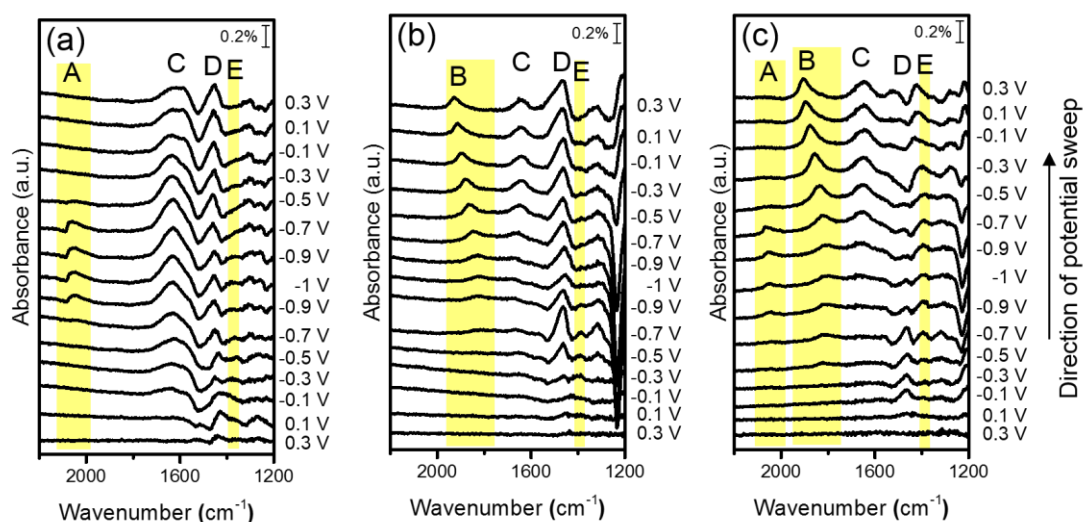 (a)
0.2%
A
C
D
E
0.3 V
0.1 V
-0.1 V
-0.3 V
-0.5 V
-0.7 V
-0.9 V
-1 V
-0.9 V
-0.7 V
-0.5 V
-0.3 V
-0.1 V
0.1 V
0.3 V
Absorbance (a.u.)
2000
1600
1200
Wavenumber (cm⁻¹)
(b)
0.2%
B
C
D
E
0.3 V
0.1 V
-0.1 V
-0.3 V
-0.5 V
-0.7 V
-0.9 V
-1 V
-0.9 V
-0.7 V
-0.5 V
-0.3 V
-0.1 V
0.1 V
0.3 V
Absorbance (a.u.)
2000
1600
1200
Wavenumber (cm⁻¹)
(c)
0.2%
A
B
C
D
E
0.3 V
0.1 V
-0.1 V
-0.3 V
-0.5 V
-0.7 V
-0.9 V
-1 V
-0.9 V
-0.7 V
-0.5 V
-0.3 V
-0.1 V
0.1 V
0.3 V
Absorbance (a.u.)
2000
1600
1200
Wavenumber (cm⁻¹)
Direction of potential sweep